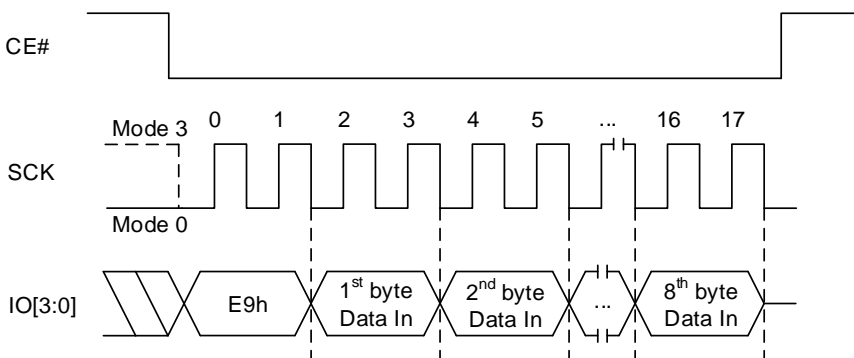 CE#
Mode 3 0 1 2 3 4 5 ... 16 17
SCK
Mode 0
IO[3:0] E9h 1st byte 2nd byte ... 8th byte
Data In Data In Data In